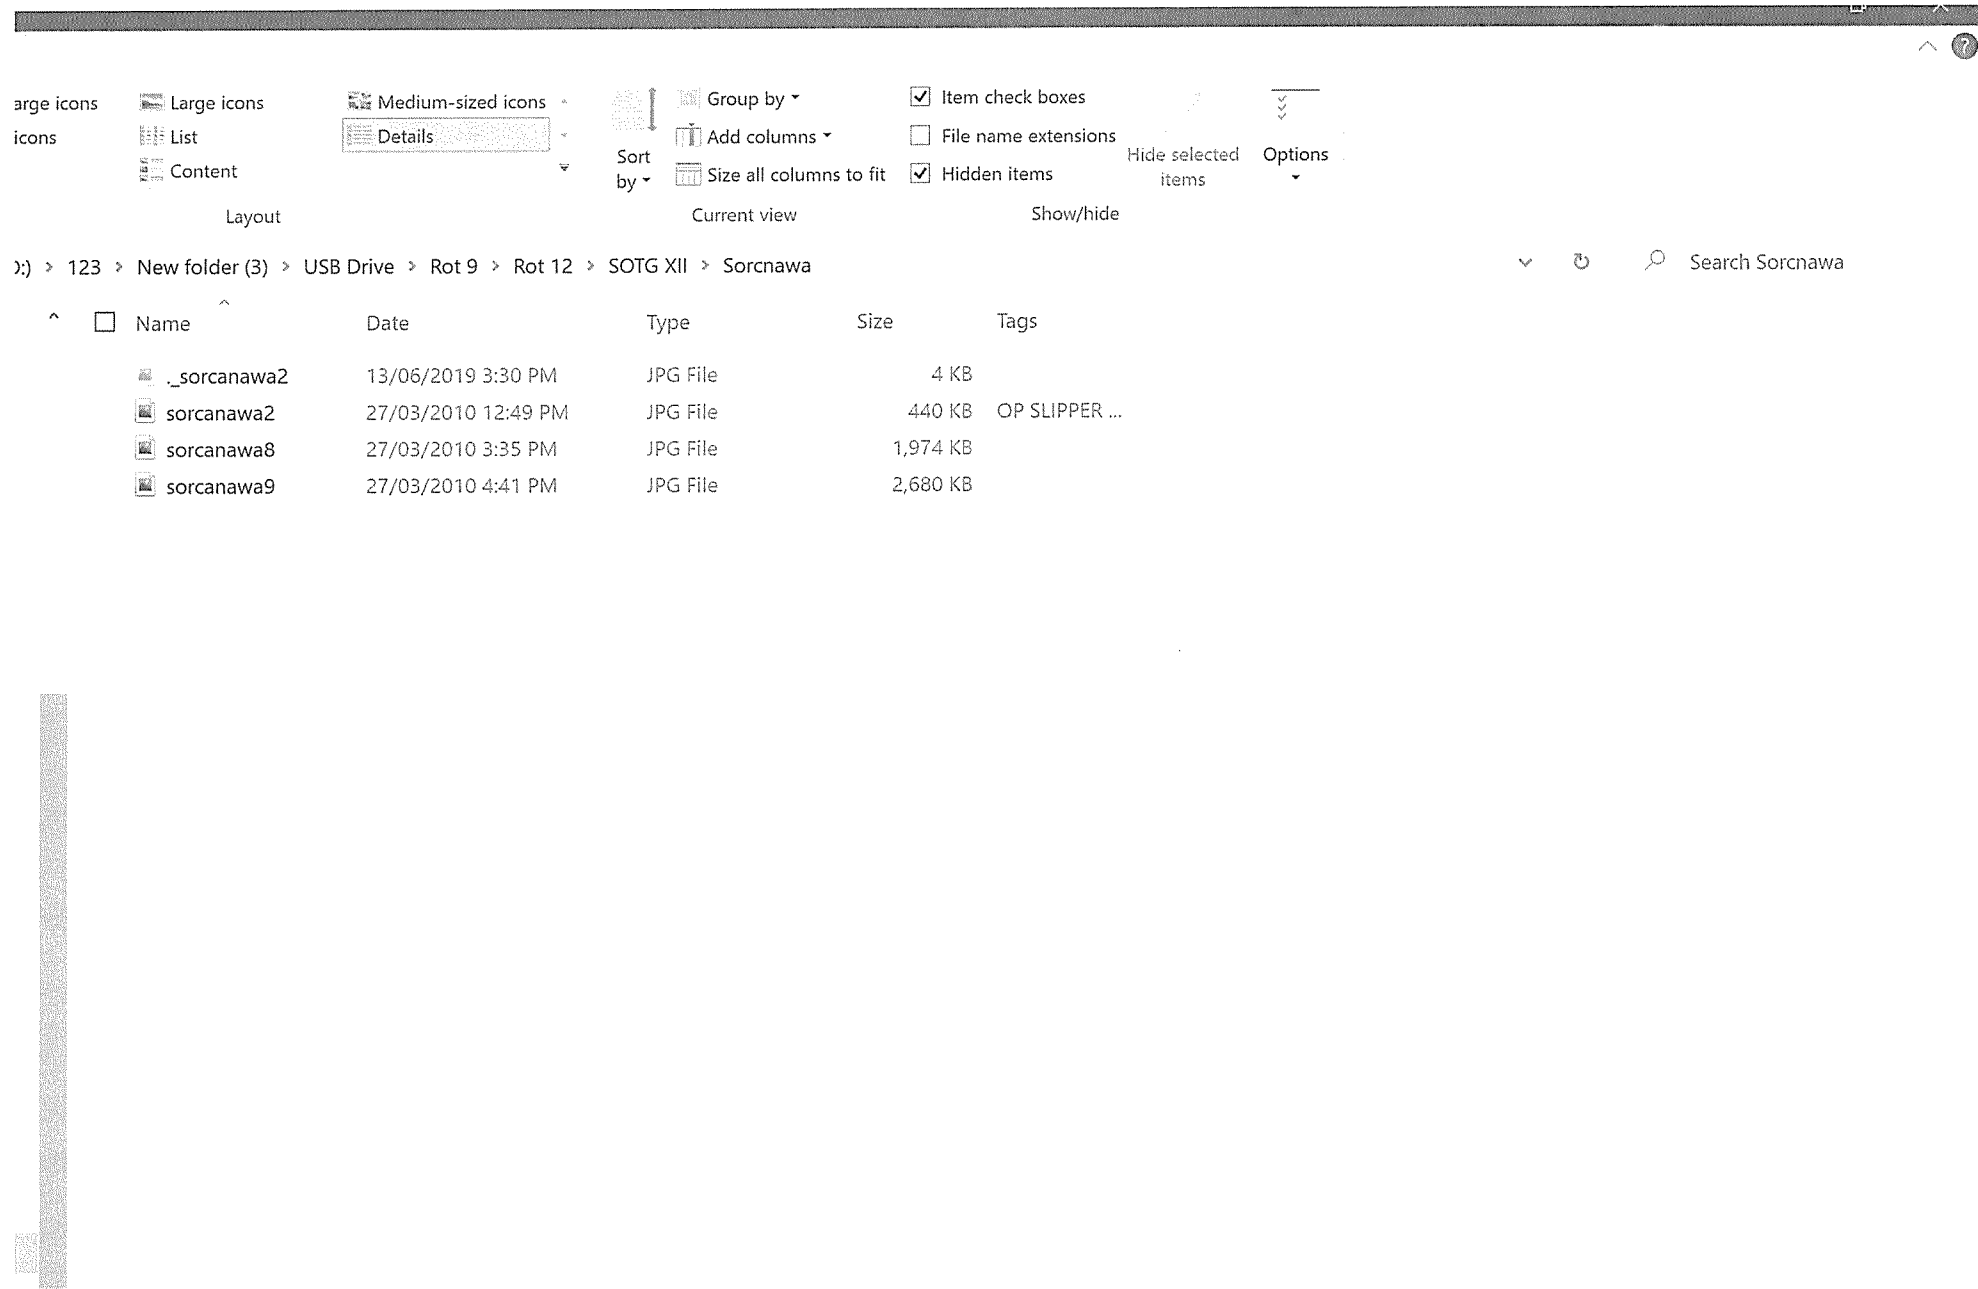 arge icons Large icons Medium-sized icons Group by Item check boxes
icons List Details Add columns File name extensions
Content Sort by Size all columns to fit Hidden items Hide selected items Options
Layout Current view Show/hide
:) > 123 > New folder (3) > USB Drive > Rot 9 > Rot 12 > SOTG XII > Sorcnawa Search Sorcnawa
Name Date Type Size Tags
._sorcanawa2 13/06/2019 3:30 PM JPG File 4 KB
sorcanawa2 27/03/2010 12:49 PM JPG File 440 KB OP SLIPPER ...
sorcanawa8 27/03/2010 3:35 PM JPG File 1,974 KB
sorcanawa9 27/03/2010 4:41 PM JPG File 2,680 KB